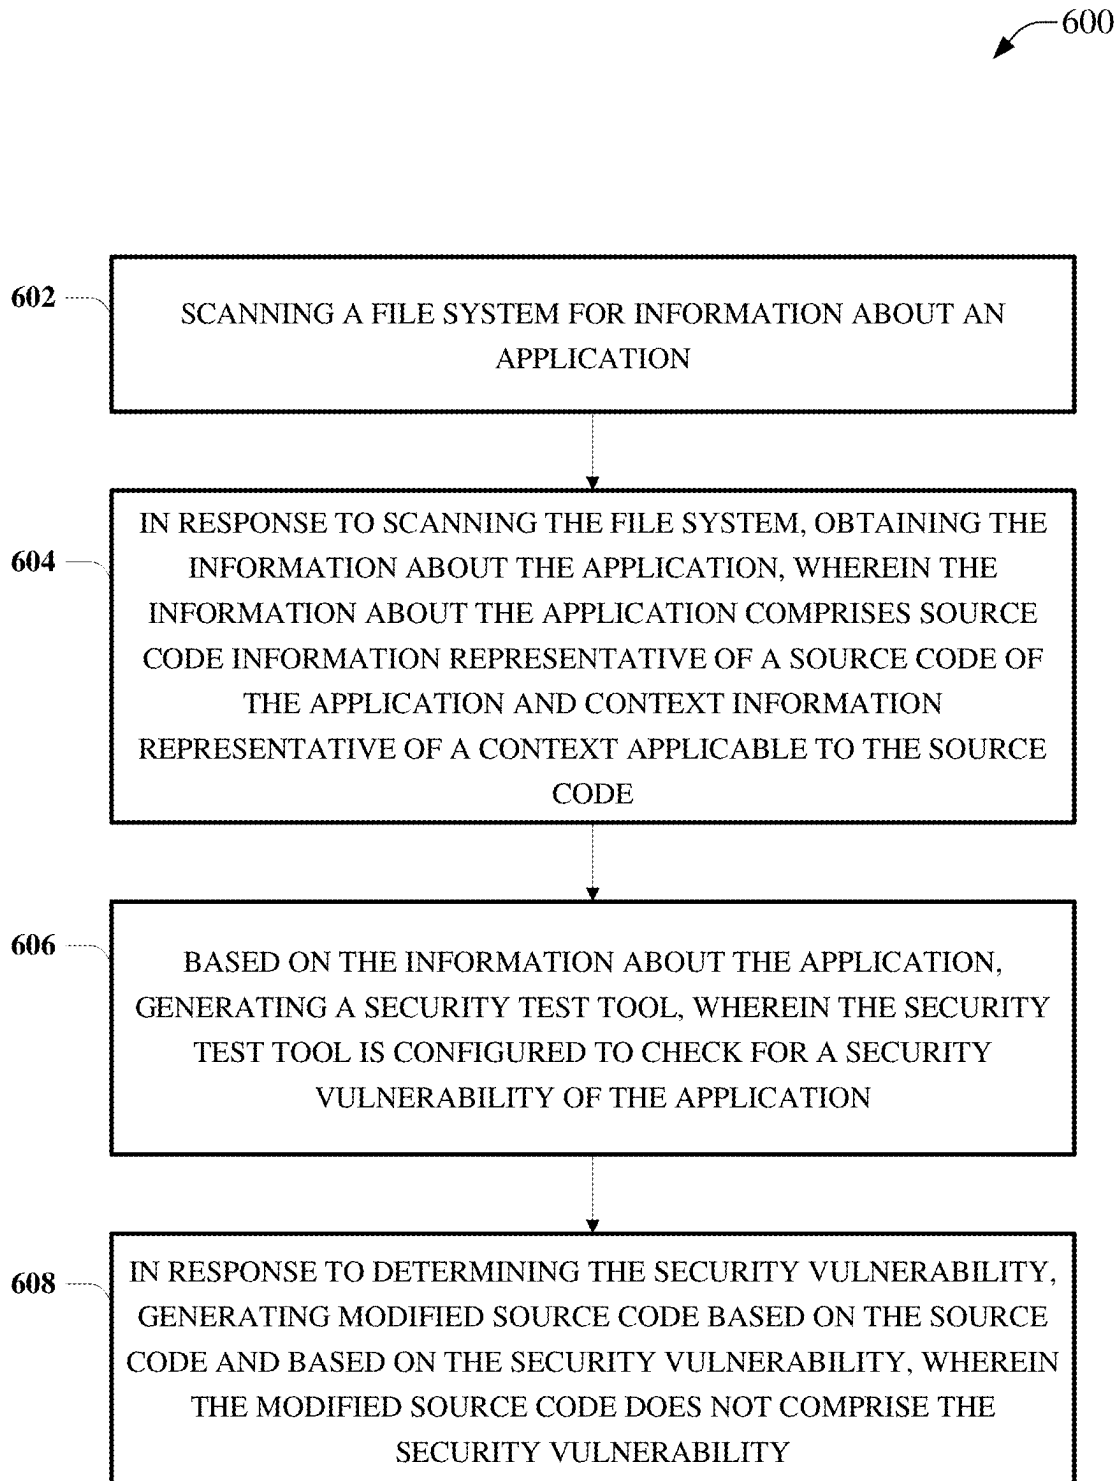 600
602
SCANNING A FILE SYSTEM FOR INFORMATION ABOUT AN
APPLICATION
604
IN RESPONSE TO SCANNING THE FILE SYSTEM, OBTAINING THE
INFORMATION ABOUT THE APPLICATION, WHEREIN THE
INFORMATION ABOUT THE APPLICATION COMPRISES SOURCE
CODE INFORMATION REPRESENTATIVE OF A SOURCE CODE OF
THE APPLICATION AND CONTEXT INFORMATION
REPRESENTATIVE OF A CONTEXT APPLICABLE TO THE SOURCE
CODE
606
BASED ON THE INFORMATION ABOUT THE APPLICATION,
GENERATING A SECURITY TEST TOOL, WHEREIN THE SECURITY
TEST TOOL IS CONFIGURED TO CHECK FOR A SECURITY
VULNERABILITY OF THE APPLICATION
608
IN RESPONSE TO DETERMINING THE SECURITY VULNERABILITY,
GENERATING MODIFIED SOURCE CODE BASED ON THE SOURCE
CODE AND BASED ON THE SECURITY VULNERABILITY, WHEREIN
THE MODIFIED SOURCE CODE DOES NOT COMPRISE THE
SECURITY VULNERABILITY